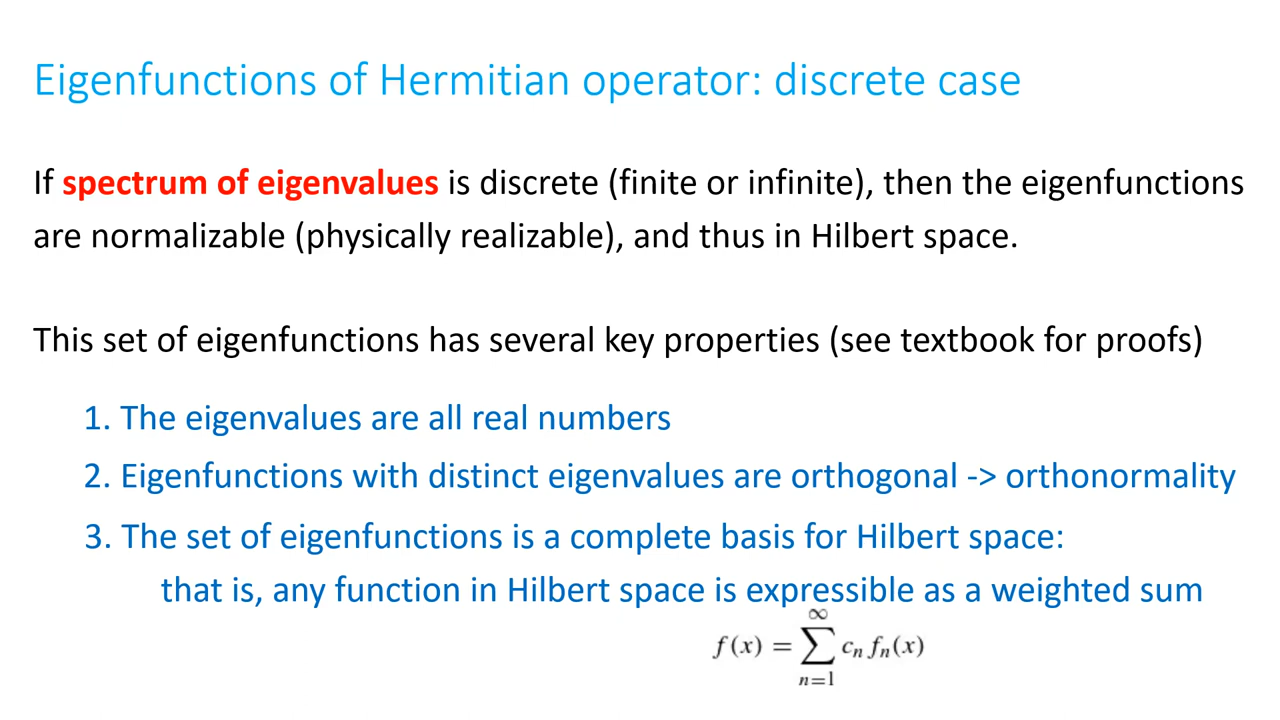 Eigenfunctions of Hermitian operator: discrete case
If spectrum of eigenvalues is discrete (finite or infinite), then the eigenfunctions
are normalizable (physically realizable), and thus in Hilbert space.
This set of eigenfunctions has several key properties (see textbook for proofs)
1. The eigenvalues are all real numbers
2. Eigenfunctions with distinct eigenvalues are orthogonal -> orthonormality
3. The set of eigenfunctions is a complete basis for Hilbert space:
that is, any function in Hilbert space is expressible as a weighted sum
f(x) = ∑_{n=1}^{∞} c_n f_n(x)